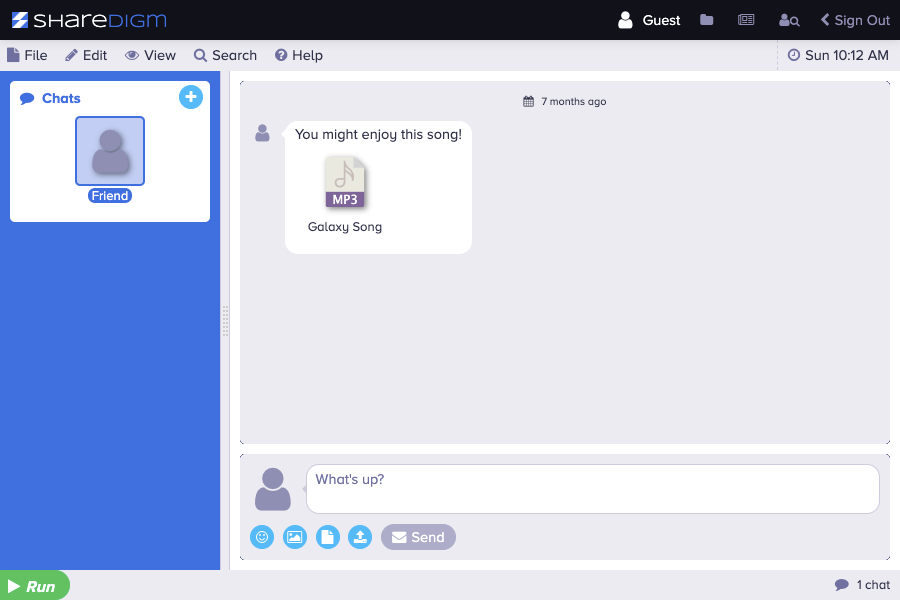 SHAREDIGM
Guest
Sign Out
File Edit View Search Help
Sun 10:12 AM
Chats
Friend
7 months ago
You might enjoy this song!
MP3
Galaxy Song
What's up?
Send
Run
1 chat